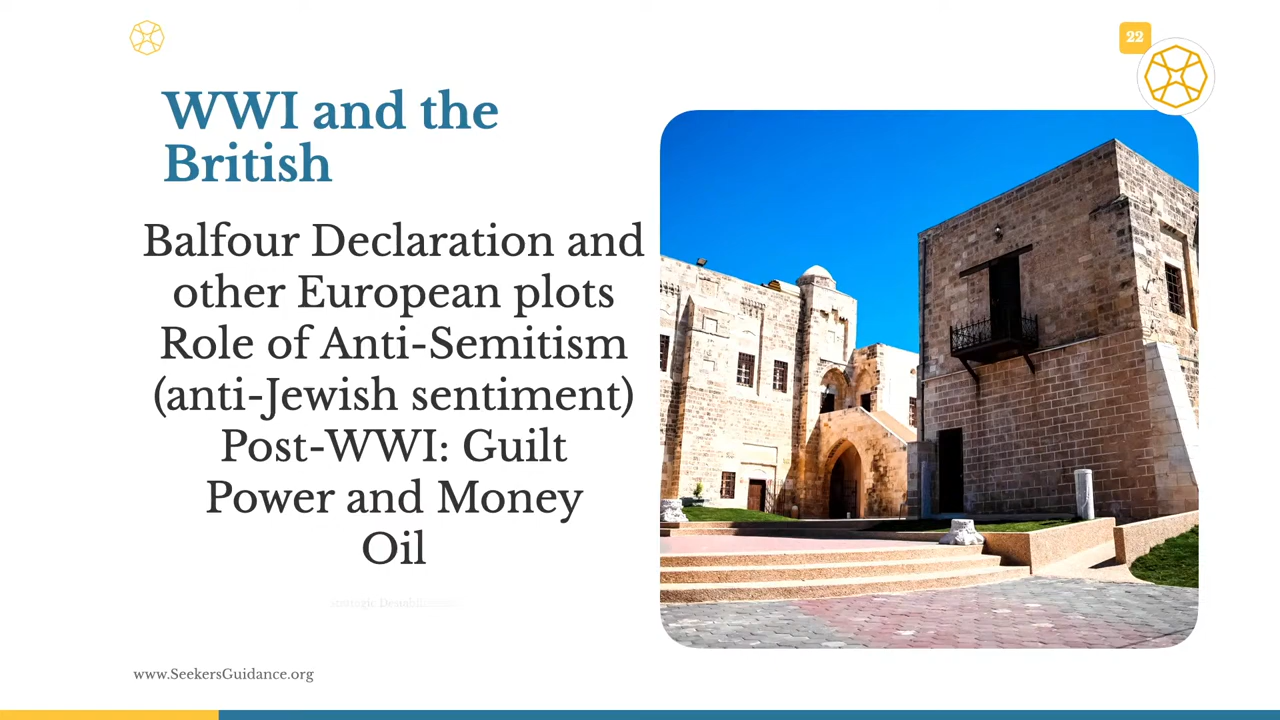 22
WWI and the
British
Balfour Declaration and
other European plots
Role of Anti-Semitism
(anti-Jewish sentiment)
Post-WWI: Guilt
Power and Money
Oil
Strategic
www.SeekersGuidance.org